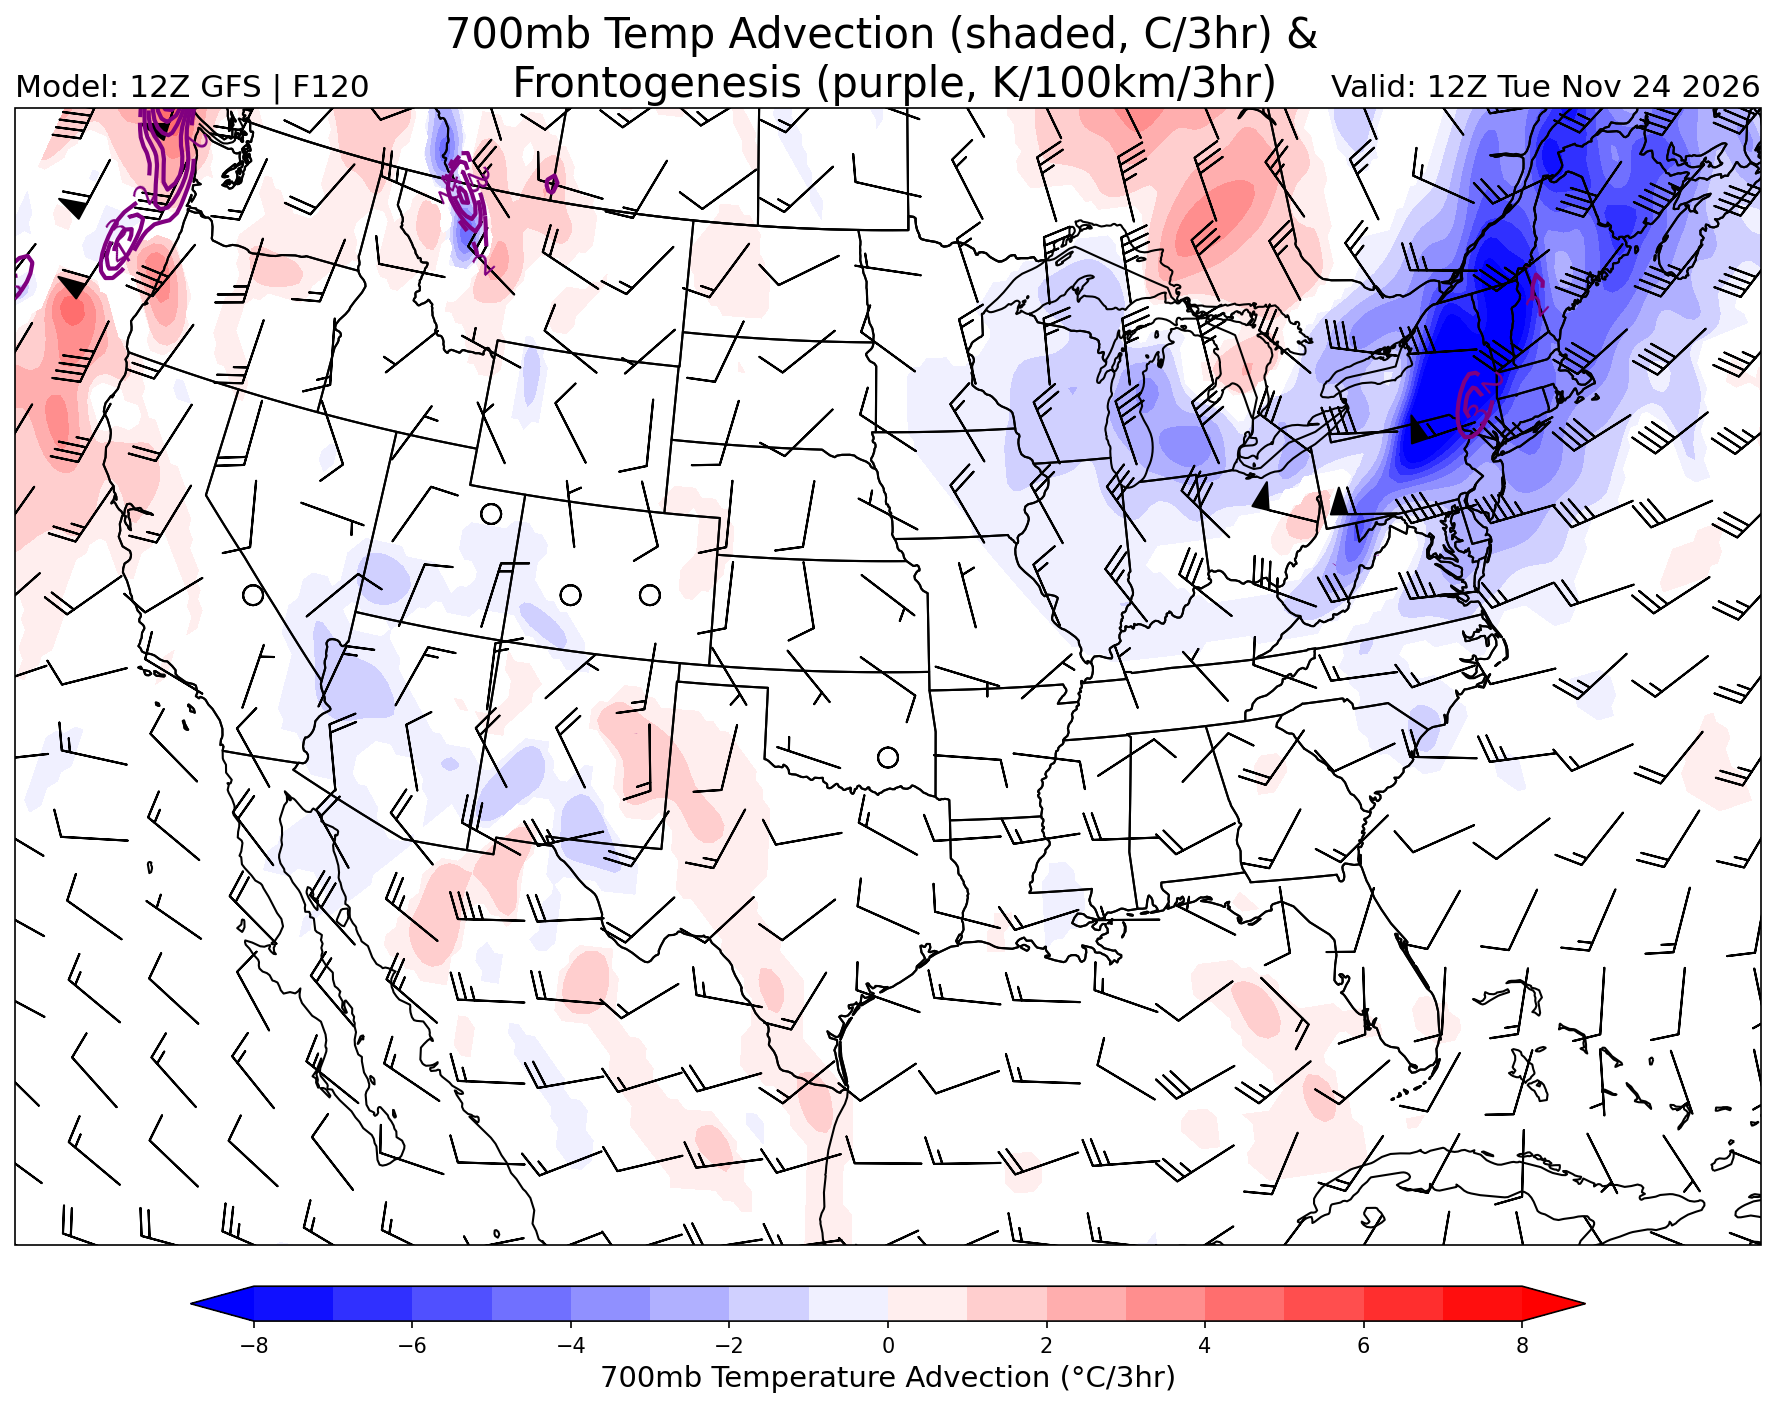 700mb Temp Advection (shaded, C/3hr) &
Model: 12Z GFS | F120
Frontogenesis (purple, K/100km/3hr)
Valid: 12Z Tue Nov 24 2026
−8 −6 −4 −2 0 2 4 6 8
700mb Temperature Advection (°C/3hr)